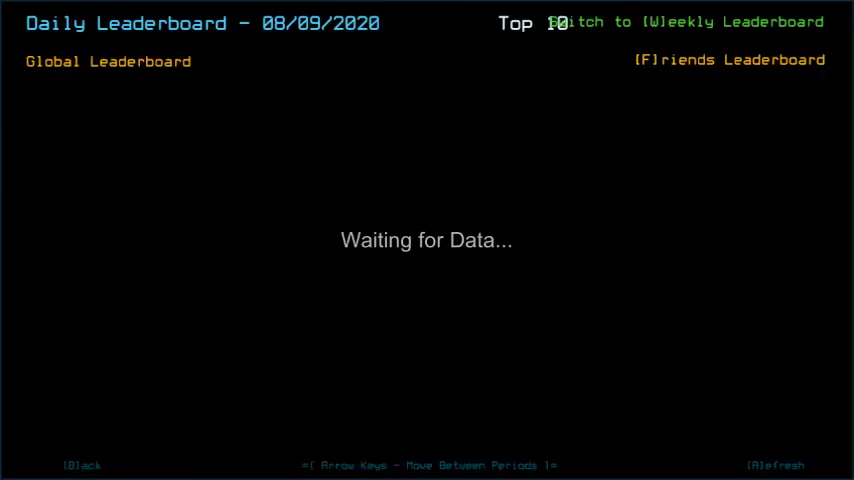 Daily Leaderboard - 08/09/2020
Top 10
Switch to [W]eekly Leaderboard
Global Leaderboard
[F]riends Leaderboard
Waiting for Data...
[B]ack
=[ Arrow Keys - Move Between Periods ]=
[R]efresh